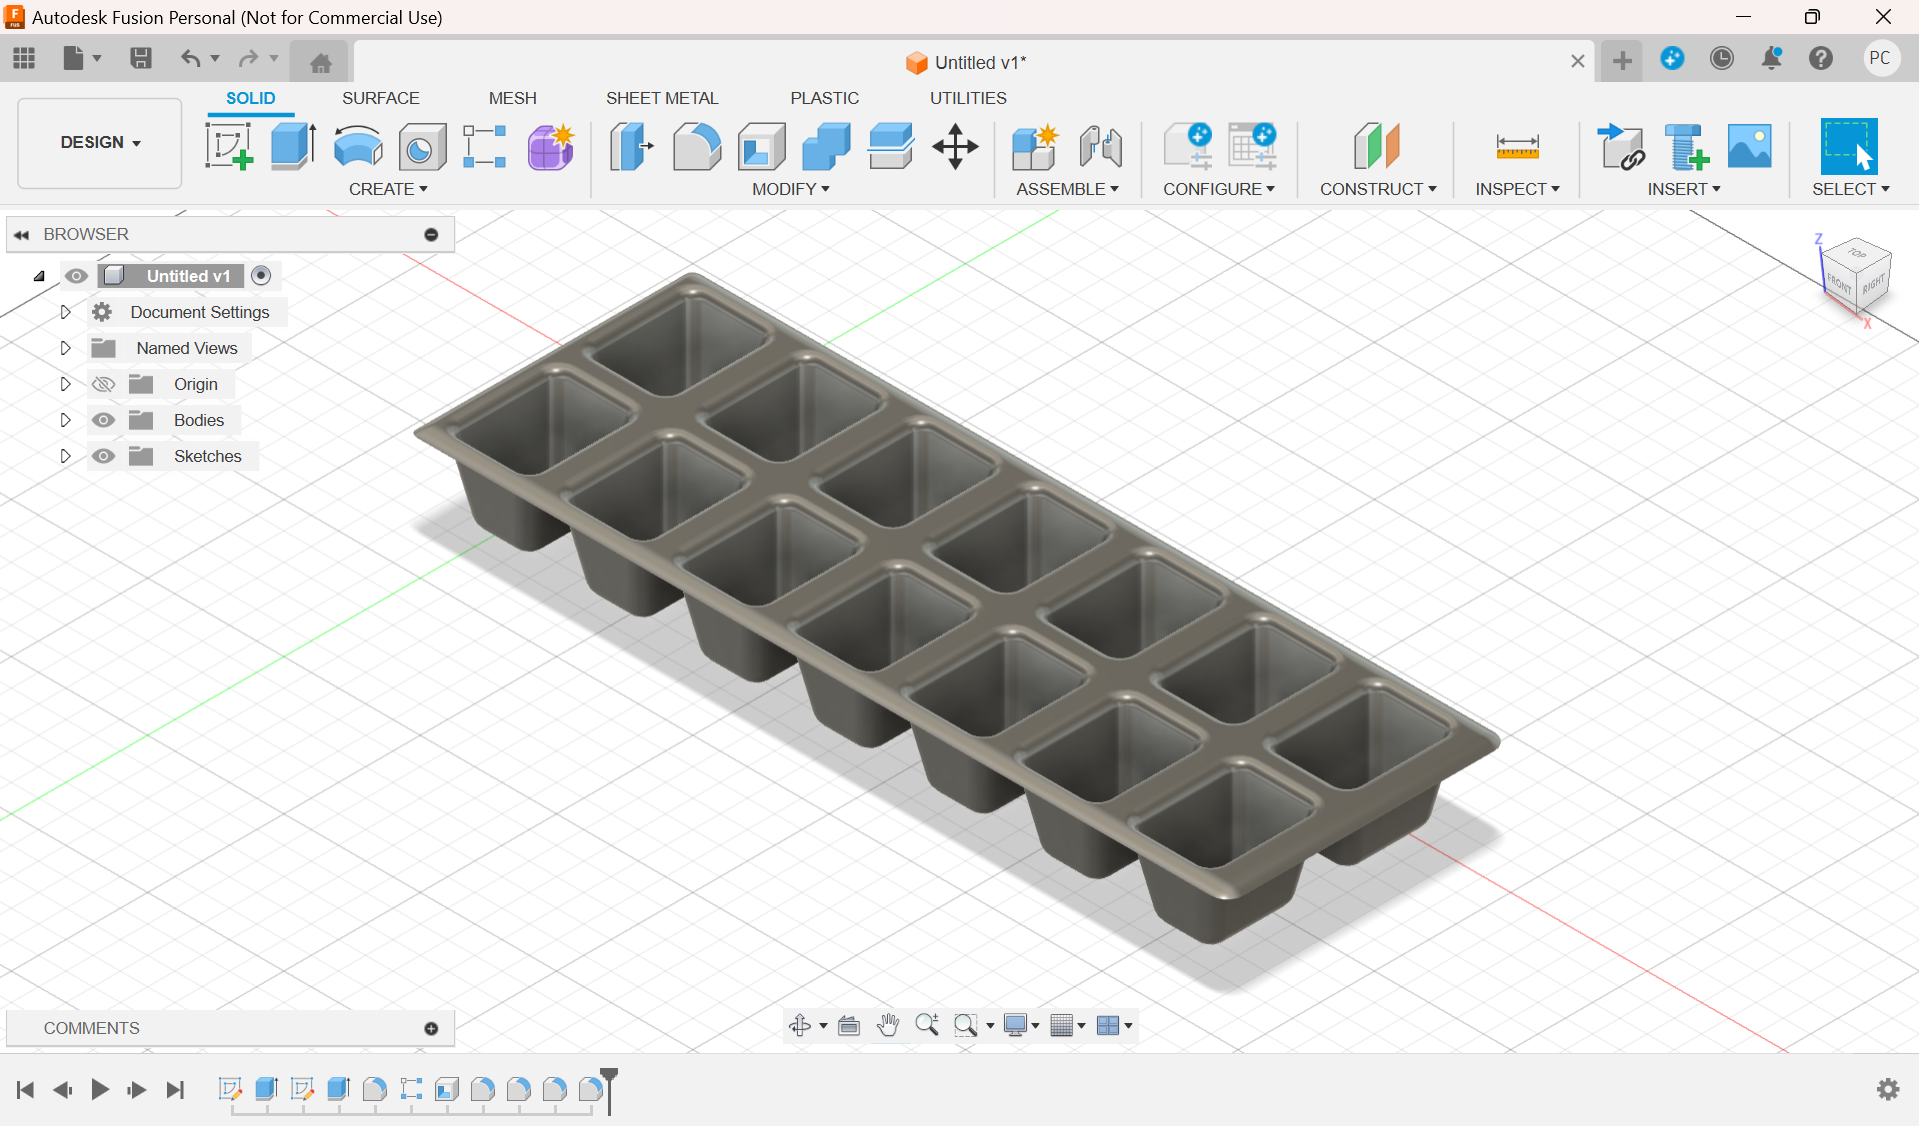 Autodesk Fusion Personal (Not for Commercial Use)
Untitled v1*
PC
DESIGN
SOLID
SURFACE
MESH
SHEET METAL
PLASTIC
UTILITIES
CREATE
MODIFY
ASSEMBLE
CONFIGURE
CONSTRUCT
INSPECT
INSERT
SELECT
BROWSER
Untitled v1
Document Settings
Named Views
Origin
Bodies
Sketches
Z
TOP
FRONT
RIGHT
X
COMMENTS